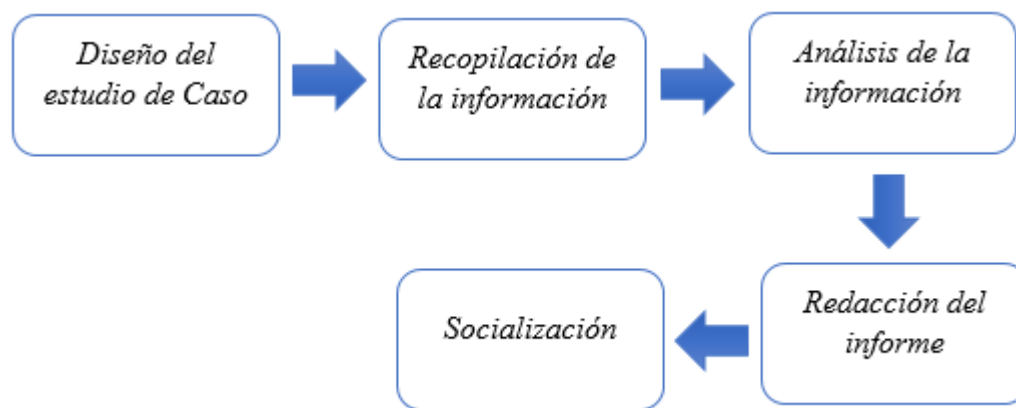 Diseño del
estudio de Caso
Recopilación de
la información
Análisis de la
información
Redacción del
informe
Socialización